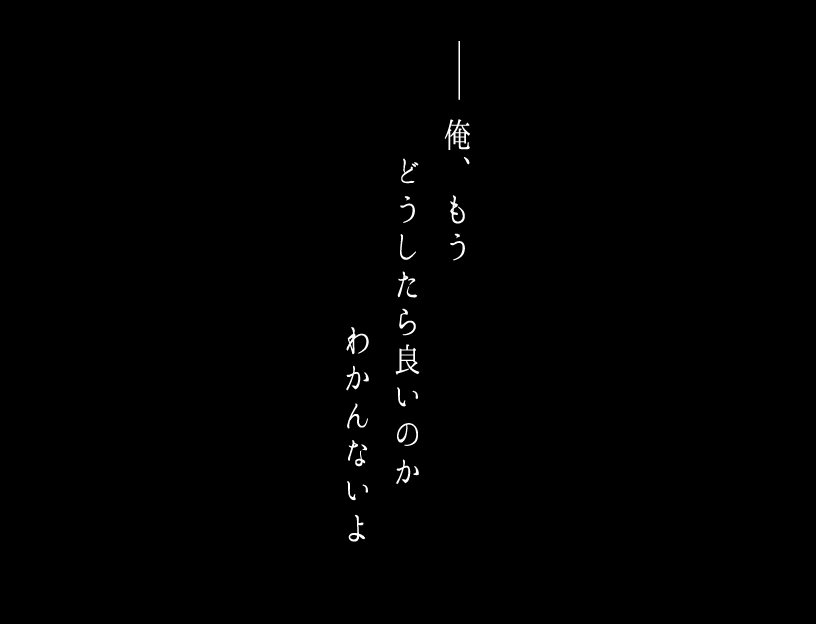 ――俺、もう
どうしたら良いのか
わかんないよ